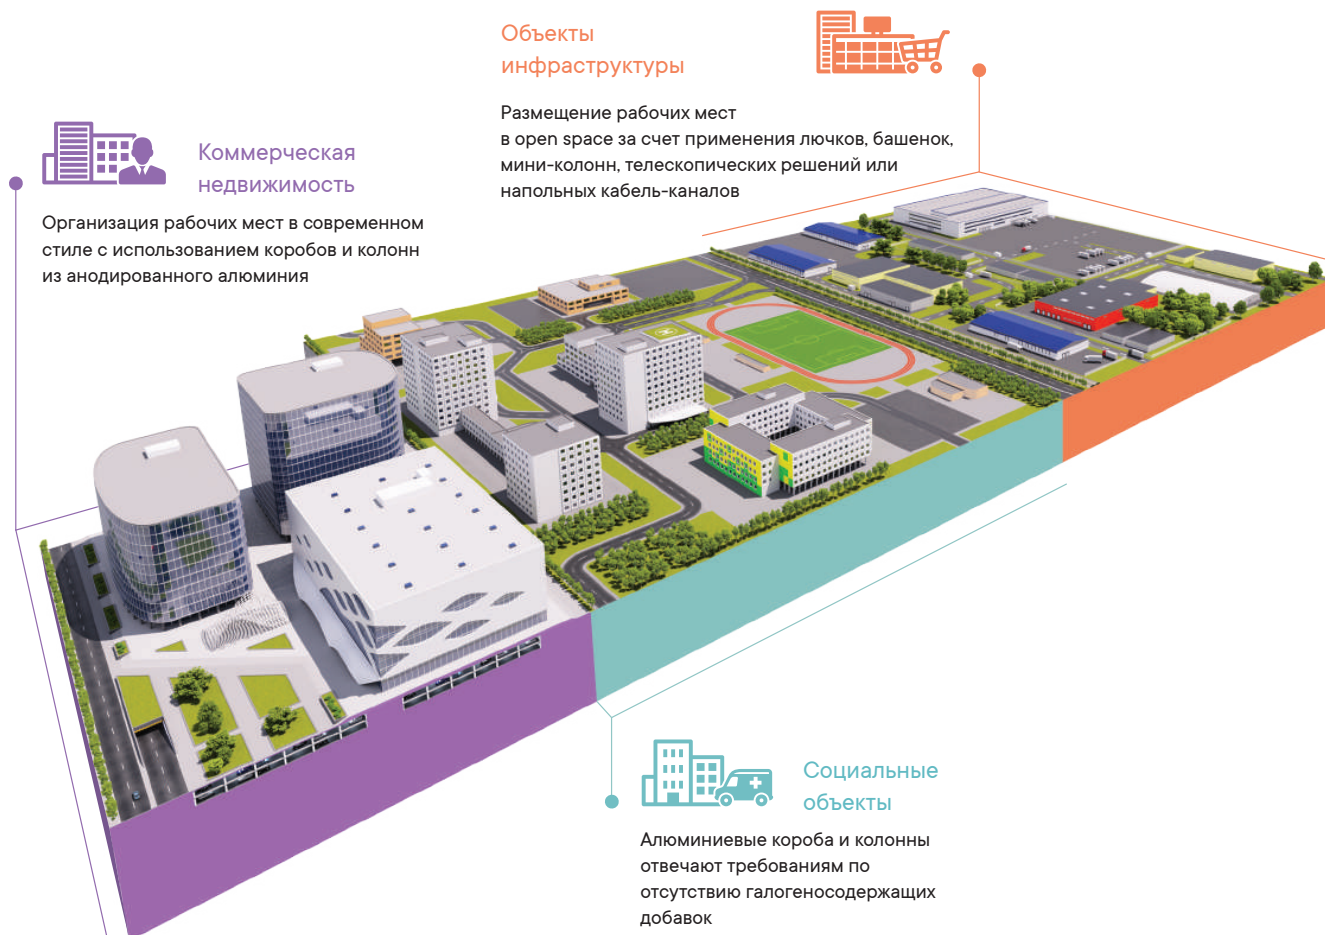 Объекты
инфраструктуры
Размещение рабочих мест
в open space за счет применения лючков, башенок,
мини-колонн, телескопических решений или
напольных кабель-каналов
Коммерческая
недвижимость
Организация рабочих мест в современном
стиле с использованием коробов и колонн
из анодированного алюминия
Социальные
объекты
Алюминиевые короба и колонны
отвечают требованиям по
отсутствию галогеносодержащих
добавок